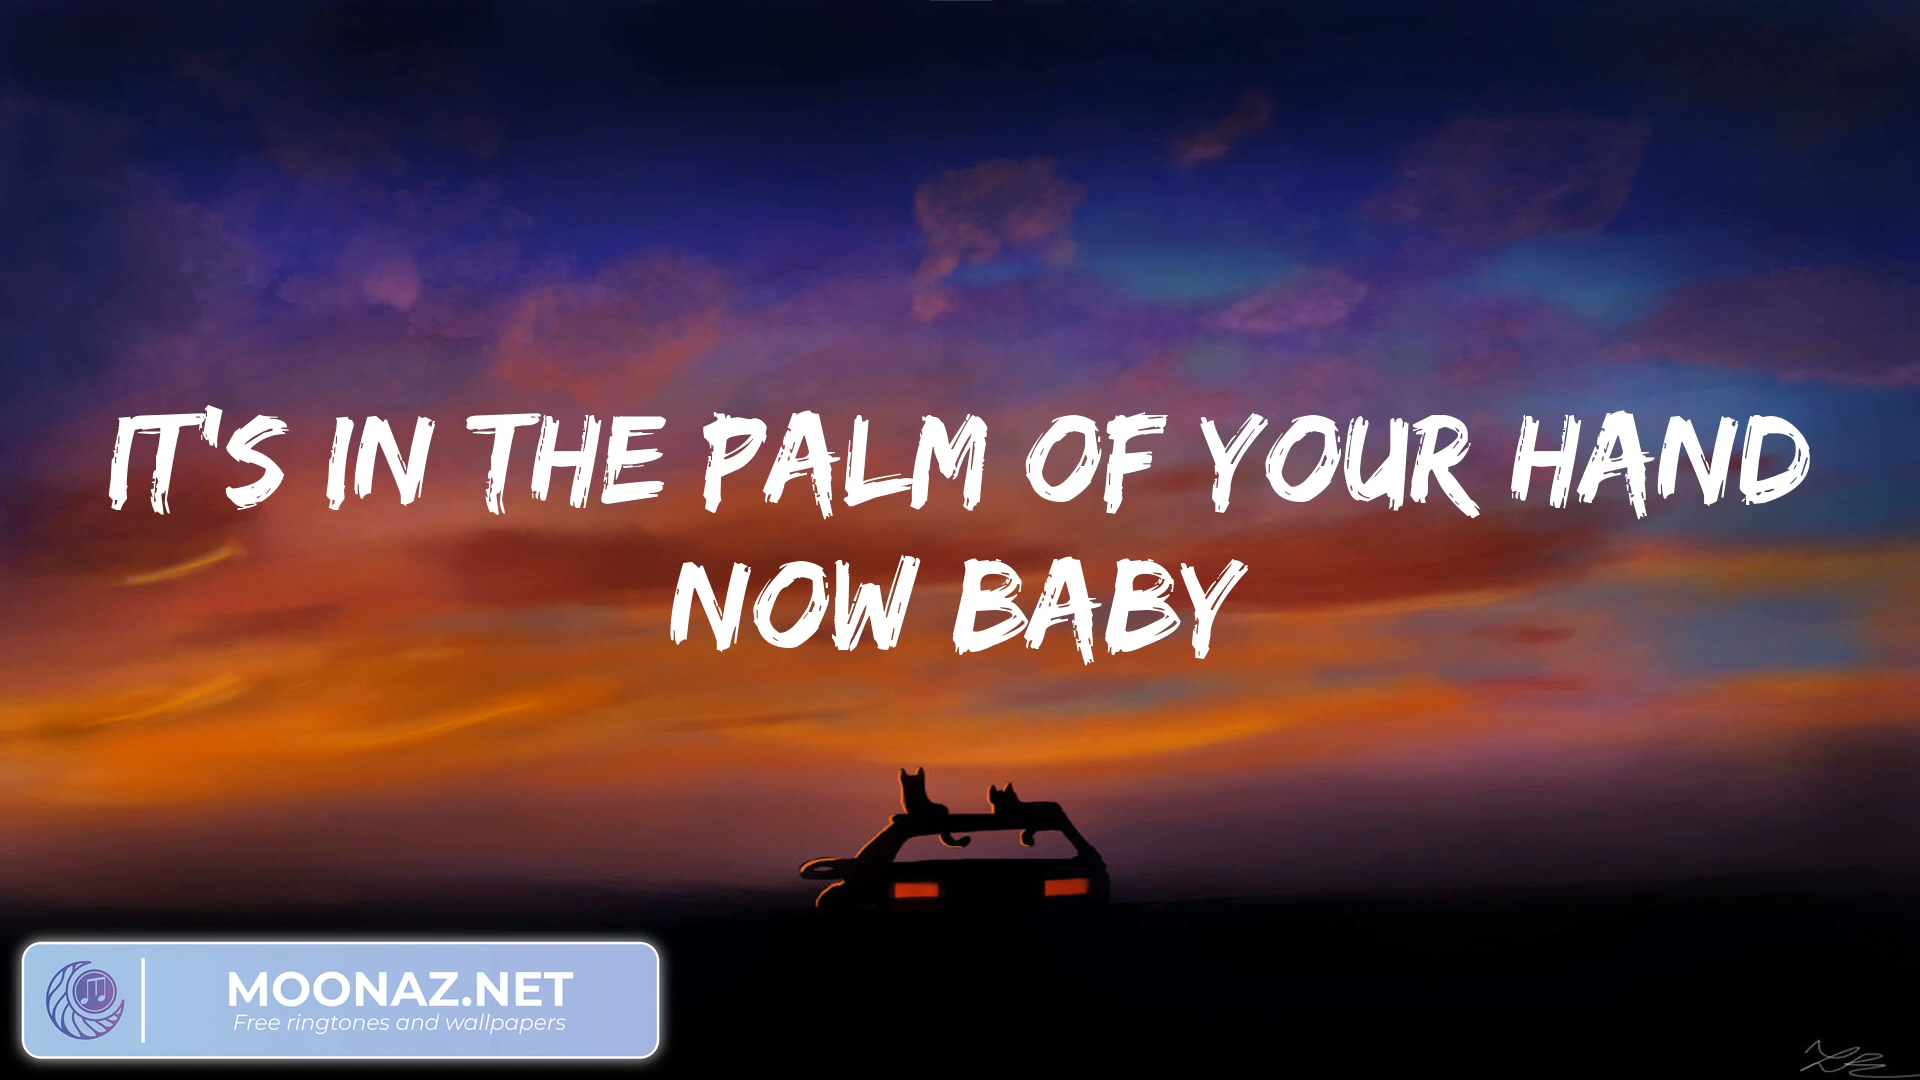 IT'S IN THE PALM OF YOUR HAND
NOW BABY
MOONAZ.NET
Free ringtones and wallpapers